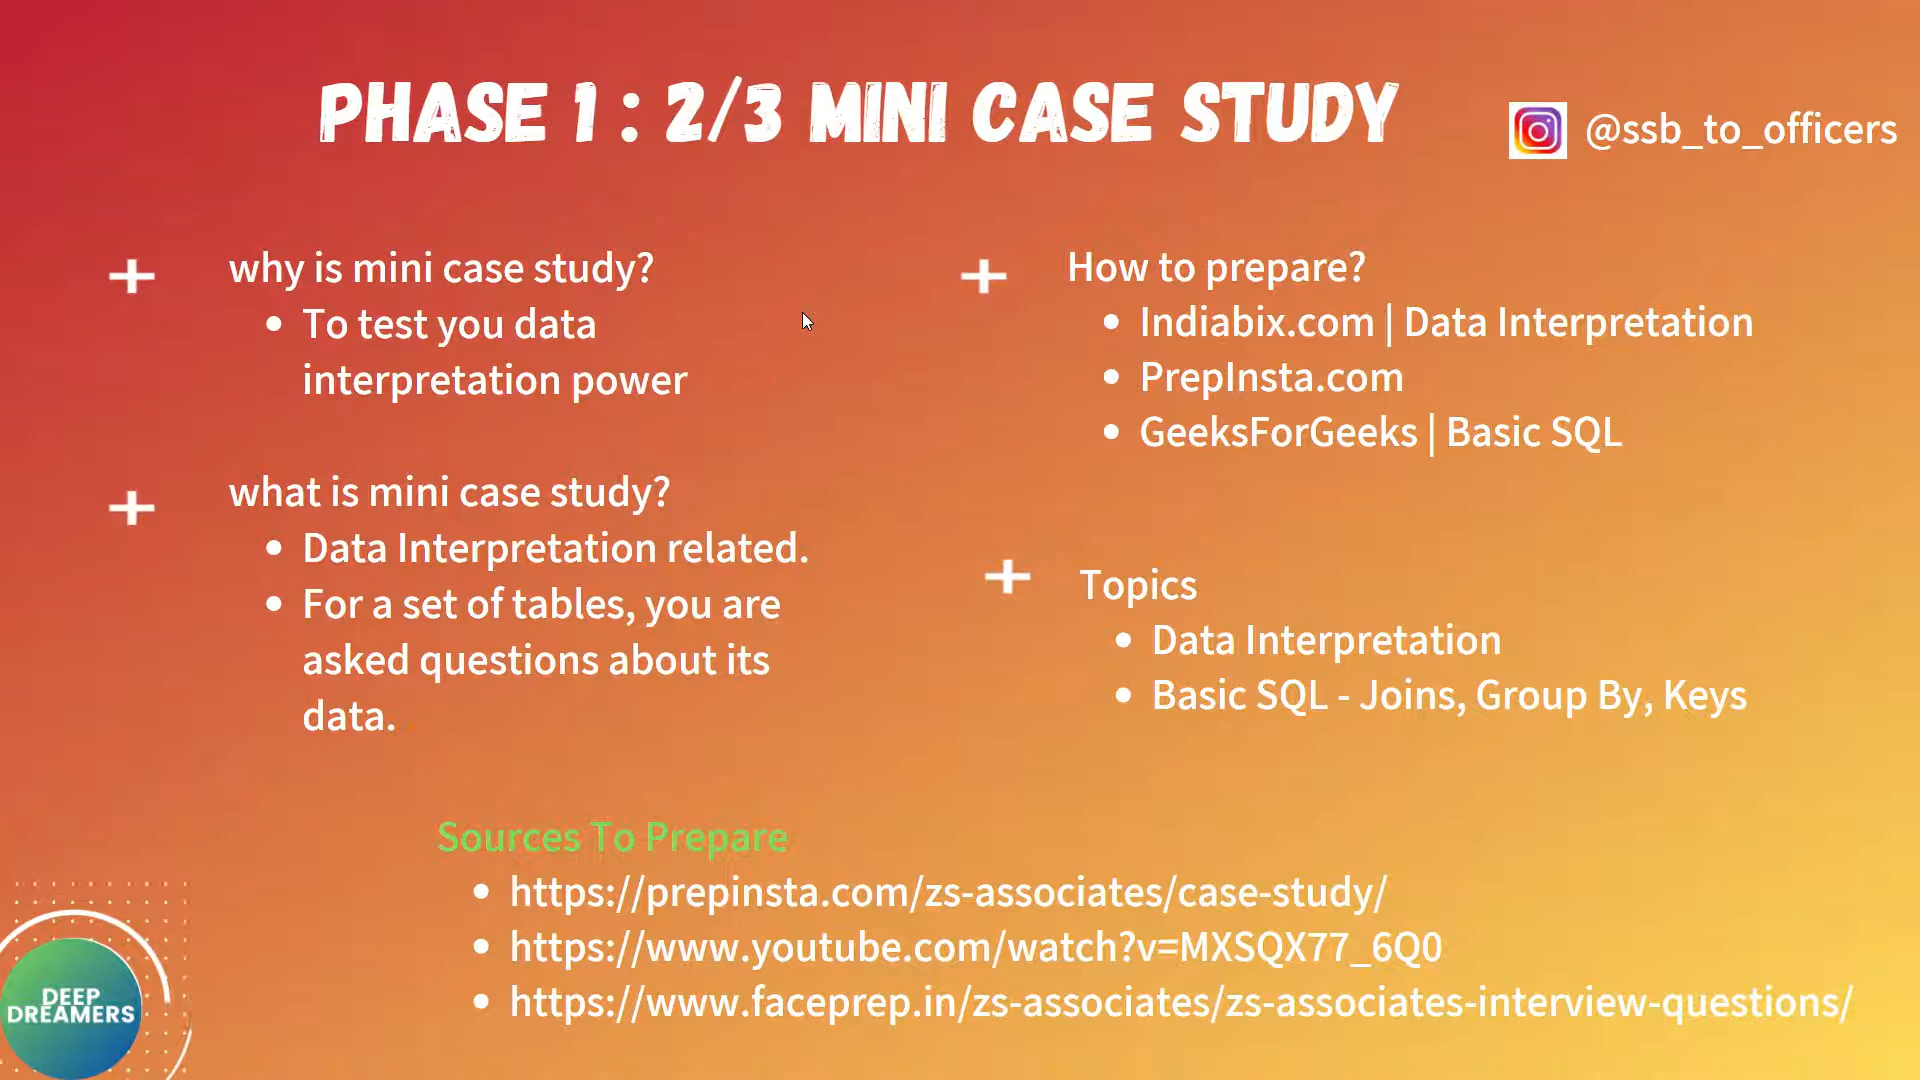 PHASE 1 : 2/3 MINI CASE STUDY
@ssb_to_officers
why is mini case study?
To test you data
interpretation power
what is mini case study?
Data Interpretation related.
For a set of tables, you are
asked questions about its
data.
How to prepare?
Indiabix.com | Data Interpretation
PrepInsta.com
GeeksForGeeks | Basic SQL
Topics
Data Interpretation
Basic SQL - Joins, Group By, Keys
Sources To Prepare
https://prepinsta.com/zs-associates/case-study/
https://www.youtube.com/watch?v=MXSQX77_6Q0
https://www.faceprep.in/zs-associates/zs-associates-interview-questions/
DEEP
DREAMERS